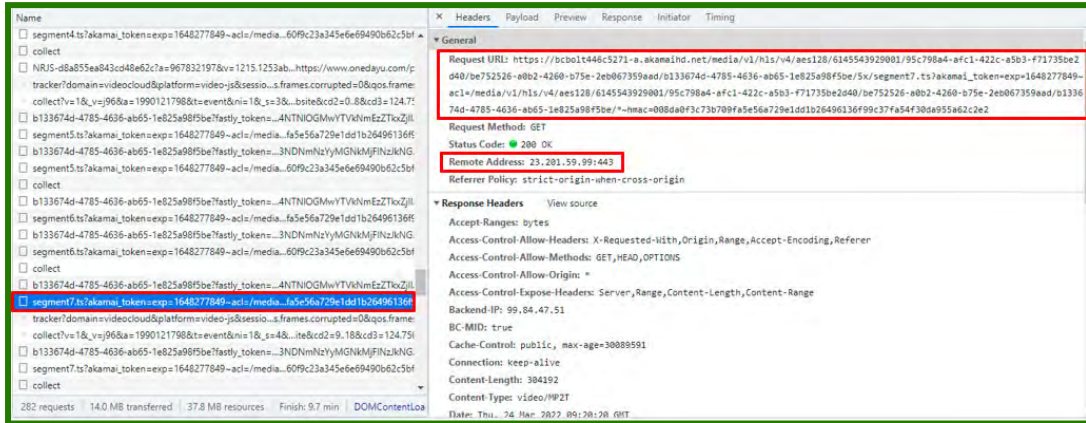 Name
segment4.ts?akamai_token=exp=1648277849~acl=/media...60f9c23a345e6e69490b62c5bf
collect
NRJS-d8a855ea843cd48e62c?a=967832197&v=1215.1253ab...https://www.onedayu.com/p
tracker?domain=videocloud&platform=video-js&sessio...s.frames.corrupted=0&qos.frame:
collect?v=1&_v=j96&a=1990121798&t=event&ni=1&_s=3&...bsite&cd2=0..8&cd3=124.75
b133674d-4785-4636-ab65-1e825a98f5be?fastly_token=...4NTNIOGMwYTVkNmEzZTkxZjll
segment5.ts?akamai_token=exp=1648277849~acl=/media...fa5e56a729e1dd1b26496136f9
b133674d-4785-4636-ab65-1e825a98f5be?fastly_token=...3NDNmNzYyMGNkMjFlNzJkNG
segment5.ts?akamai_token=exp=1648277849~acl=/media...60f9c23a345e6e69490b62c5bf
collect
b133674d-4785-4636-ab65-1e825a98f5be?fastly_token=...4NTNIOGMwYTVkNmEzZTkxZjll
segment6.ts?akamai_token=exp=1648277849~acl=/media...fa5e56a729e1dd1b26496136f9
b133674d-4785-4636-ab65-1e825a98f5be?fastly_token=...3NDNmNzYyMGNkMjFlNzJkNG
segment6.ts?akamai_token=exp=1648277849~acl=/media...60f9c23a345e6e69490b62c5bf
collect
b133674d-4785-4636-ab65-1e825a98f5be?fastly_token=...4NTNIOGMwYTVkNmEzZTkxZjll
segment7.ts?akamai_token=exp=1648277849~acl=/media...fa5e56a729e1dd1b26496136f9
tracker?domain=videocloud&platform=video-js&sessio...s.frames.corrupted=0&qos.frame:
collect?v=1&_v=j96&a=1990121798&t=event&ni=1&_s=4&...ite&cd2=9..18&cd3=124.75(
b133674d-4785-4636-ab65-1e825a98f5be?fastly_token=...3NDNmNzYyMGNkMjFlNzJkNG
segment7.ts?akamai_token=exp=1648277849~acl=/media...60f9c23a345e6e69490b62c5bf
collect
282 requests 14.0 MB transferred 37.8 MB resources Finish: 9.7 min DOMContentLoa
× Headers Payload Preview Response Initiator Timing
▾ General
Request URL: https://bcbolt446c5271-a.akamaihd.net/media/v1/hls/v4/aes128/6145543929001/95c798a4-afc1-422c-a5b3-f71735be2
d40/be752526-a0b2-4260-b75e-2eb067359aad/b133674d-4785-4636-ab65-1e825a98f5be/5x/segment7.ts?akamai_token=exp=1648277849~
acl=/media/v1/hls/v4/aes128/6145543929001/95c798a4-afc1-422c-a5b3-f71735be2d40/be752526-a0b2-4260-b75e-2eb067359aad/b1336
74d-4785-4636-ab65-1e825a98f5be/*~hmac=008da0f3c73b709fa5e56a729e1dd1b26496136f99c37fa54f30da955a62c2e2
Request Method: GET
Status Code: 200 OK
Remote Address: 23.201.59.99:443
Referrer Policy: strict-origin-when-cross-origin
▾ Response Headers View source
Accept-Ranges: bytes
Access-Control-Allow-Headers: X-Requested-With,Origin,Range,Accept-Encoding,Referer
Access-Control-Allow-Methods: GET,HEAD,OPTIONS
Access-Control-Allow-Origin: *
Access-Control-Expose-Headers: Server,Range,Content-Length,Content-Range
Backend-IP: 99.84.47.51
BC-MID: true
Cache-Control: public, max-age=30089591
Connection: keep-alive
Content-Length: 304192
Content-Type: video/MP2T
Date: Thu, 24 Mar 2022 09:20:20 GMT